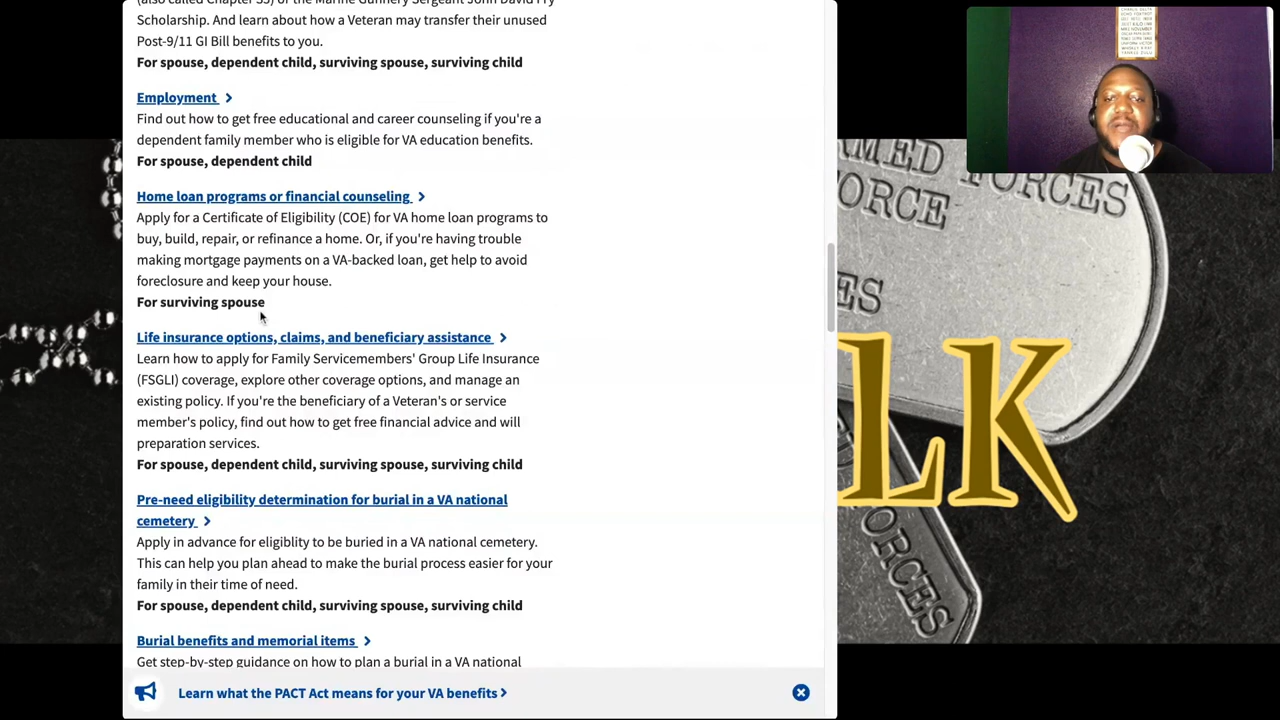 (also called Chapter 33) or the Marine Gunnery Sergeant John David Fry
Scholarship. And learn about how a Veteran may transfer their unused
Post-9/11 GI Bill benefits to you.
For spouse, dependent child, surviving spouse, surviving child
Employment
Find out how to get free educational and career counseling if you're a
dependent family member who is eligible for VA education benefits.
For spouse, dependent child
Home loan programs or financial counseling
Apply for a Certificate of Eligibility (COE) for VA home loan programs to
buy, build, repair, or refinance a home. Or, if you're having trouble
making mortgage payments on a VA-backed loan, get help to avoid
foreclosure and keep your house.
For surviving spouse
Life insurance options, claims, and beneficiary assistance
Learn how to apply for Family Servicemembers' Group Life Insurance
(FSGLI) coverage, explore other coverage options, and manage an
existing policy. If you're the beneficiary of a Veteran's or service
member's policy, find out how to get free financial advice and will
preparation services.
For spouse, dependent child, surviving spouse, surviving child
Pre-need eligibility determination for burial in a VA national
cemetery
Apply in advance for eligiblity to be buried in a VA national cemetery.
This can help you plan ahead to make the burial process easier for your
family in their time of need.
For spouse, dependent child, surviving spouse, surviving child
Burial benefits and memorial items
Get step-by-step guidance on how to plan a burial in a VA national
Learn what the PACT Act means for your VA benefits
RMED FORCES
ORCE
ES
LK
FORCES